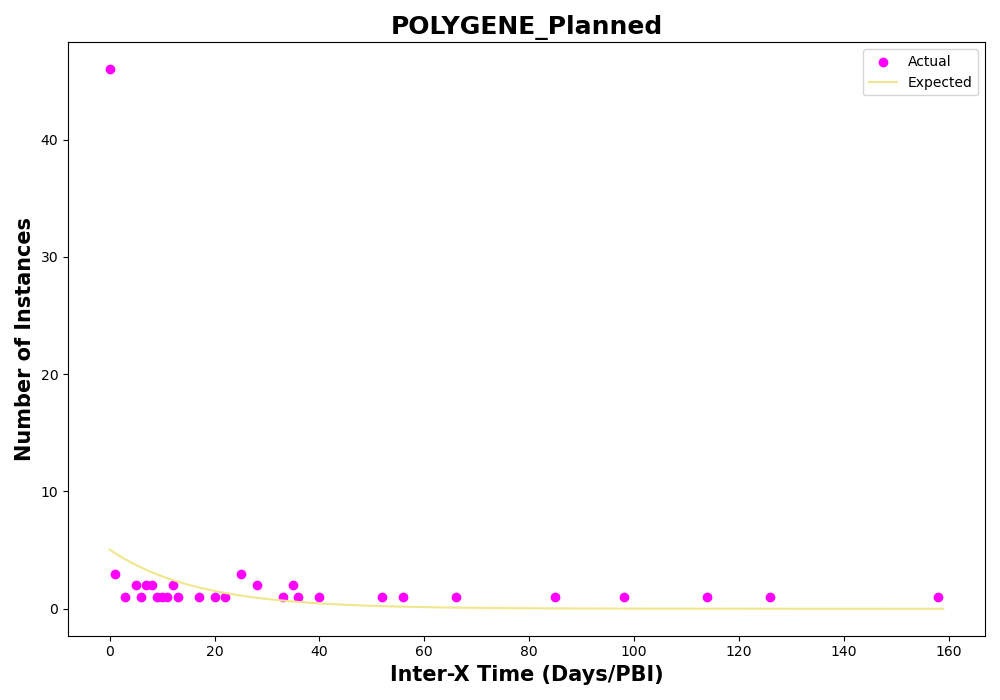 POLYGENE_Planned
Actual
Expected
Number of Instances
40
30
20
10
0
0 20 40 60 80 100 120 140 160
Inter-X Time (Days/PBI)